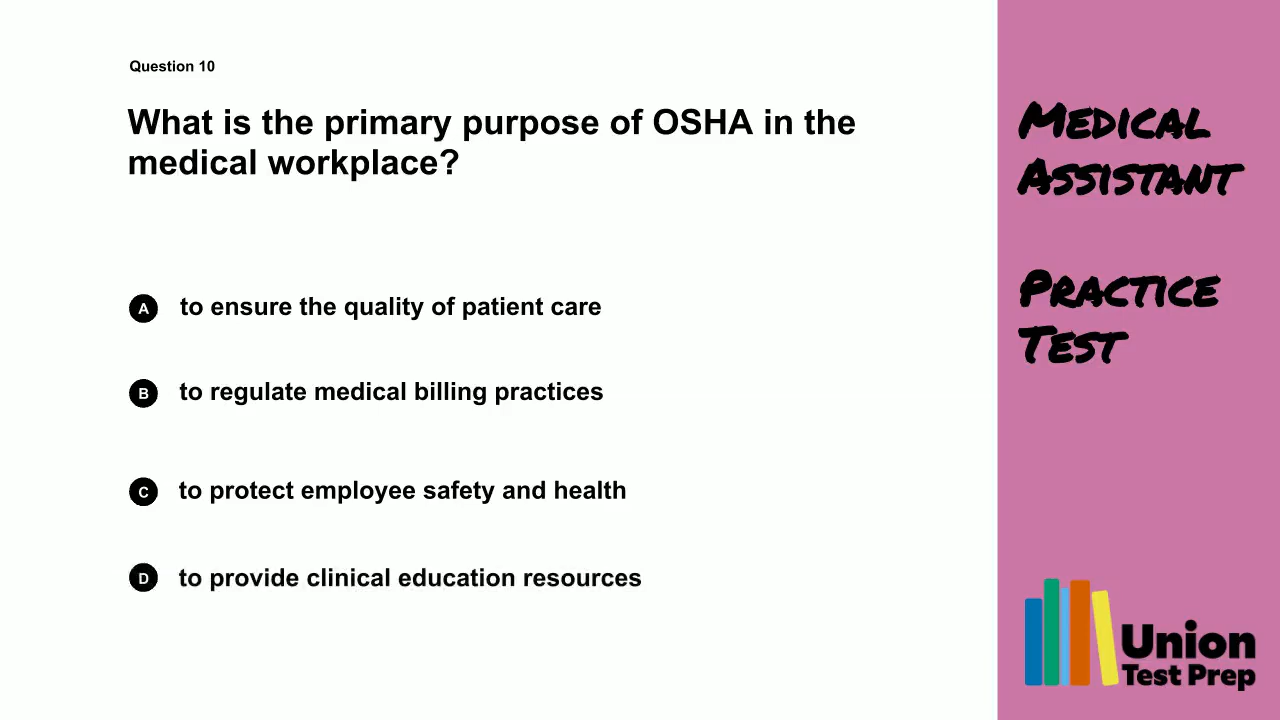 Question 10
What is the primary purpose of OSHA in the
medical workplace?
A to ensure the quality of patient care
B to regulate medical billing practices
C to protect employee safety and health
D to provide clinical education resources
Medical
Assistant
Practice
Test
Union
Test Prep